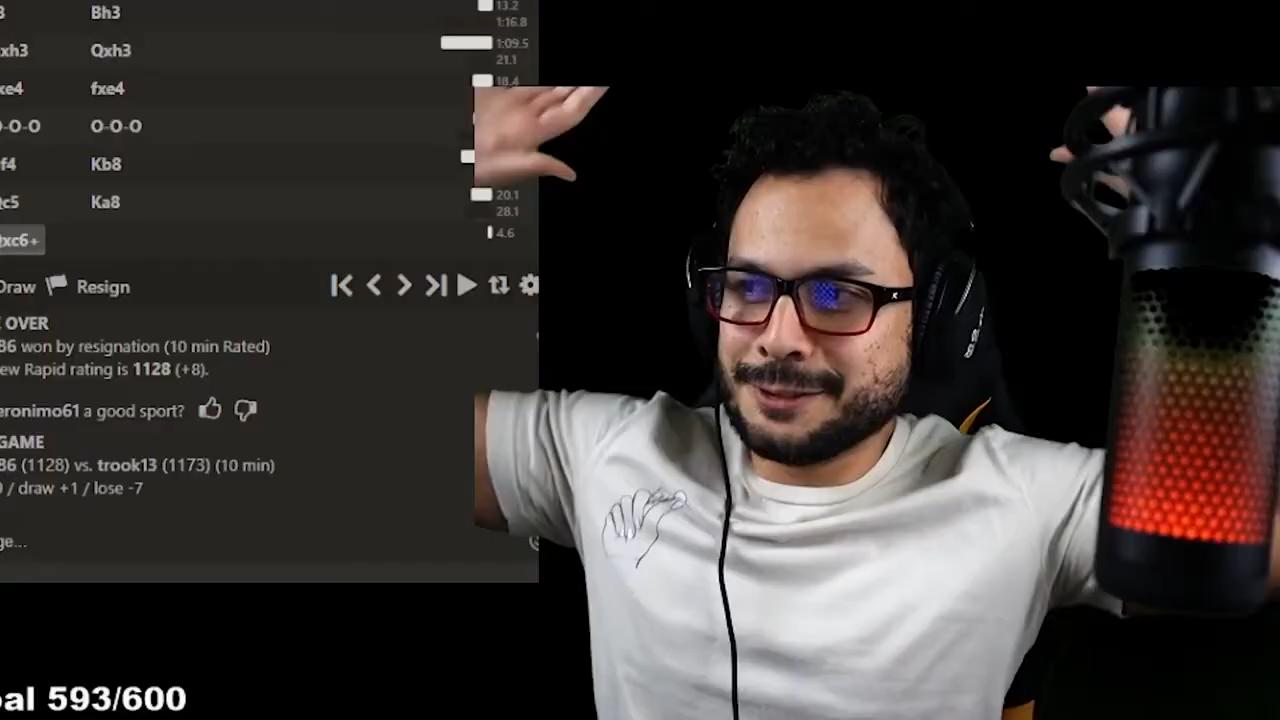 Bh3
xh3 Qxh3
xe4 fxe4
O-O-O O-O-O
f4 Kb8
c5 Ka8
xc6+
13.2
1:16.8
1:09.5
21.1
18.4
20.1
28.1
4.6
Draw Resign
OVER
86 won by resignation (10 min Rated)
ew Rapid rating is 1128 (+8).
eronimo61 a good sport?
GAME
86 (1128) vs. trook13 (1173) (10 min)
/ draw +1 / lose -7
ge...
al 593/600